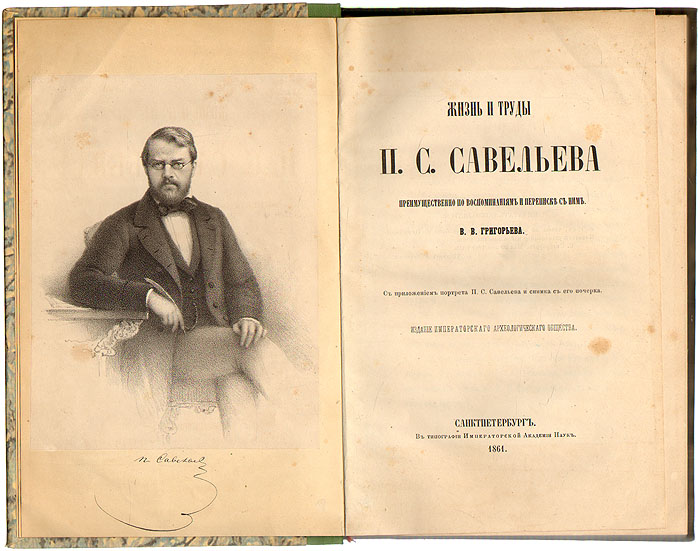 П. Савельев
ЖИЗНЬ И ТРУДЫ
П. С. САВЕЛЬЕВА
ПРЕИМУЩЕСТВЕННО ПО ВОСПОМИНАНІЯМЪ И ПЕРЕПИСКѢ СЪ НИМЪ.
В. В. ГРИГОРЬЕВА.
Съ приложеніемъ портрета П. С. Савельева и снимка съ его почерка.
ИЗДАНІЕ ИМПЕРАТОРСКАГО АРХЕОЛОГИЧЕСКАГО ОБЩЕСТВА.
САНКТПЕТЕРБУРГЪ.
Въ типографіи Императорской Академіи Наукъ.
1861.